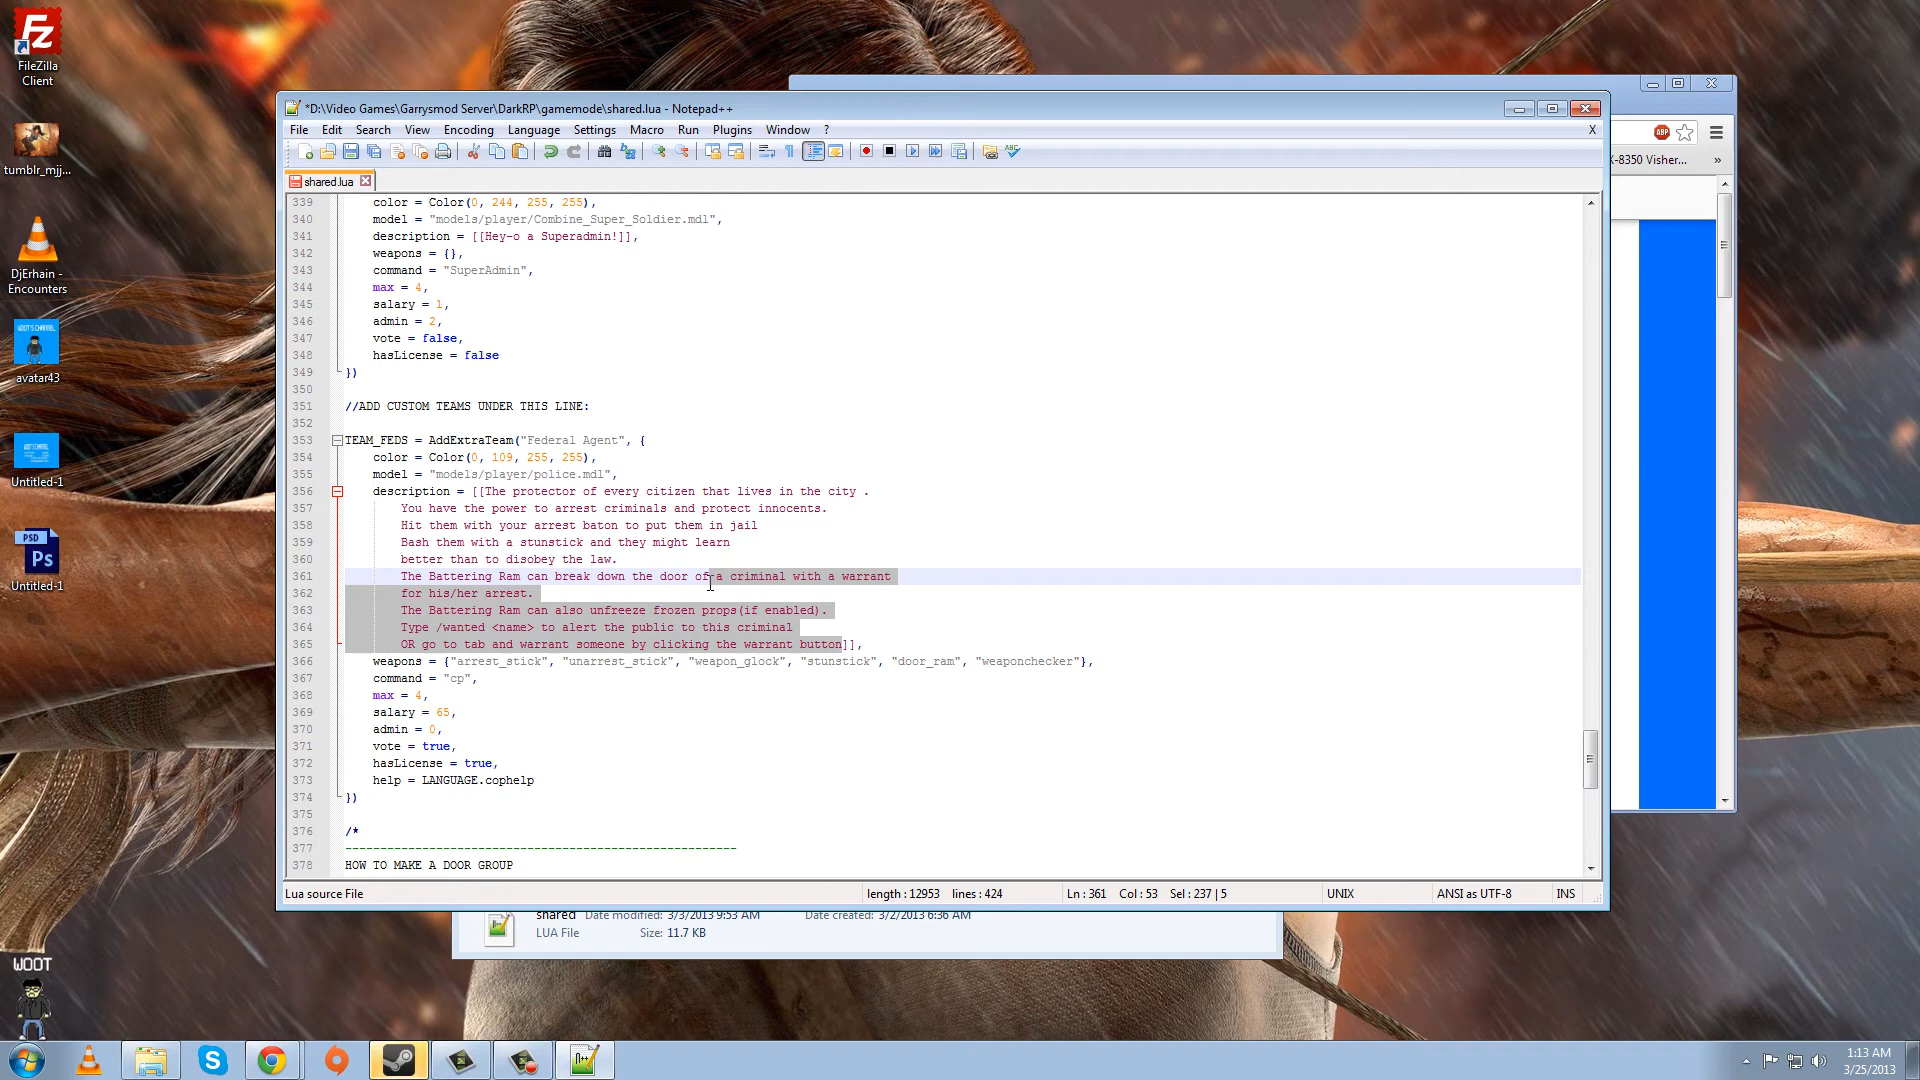 FileZilla
Client
tumblr_mjj...
DjErhain -
Encounters
WOOT'S CHANNEL
avatar43
Untitled-1
PSD
Ps
Untitled-1
WOOT
*D:\Video Games\Garrysmod Server\DarkRP\gamemode\shared.lua - Notepad++
File Edit Search View Encoding Language Settings Macro Run Plugins Window ? X
shared.lua
ABP
X-8350 Visher... »
339 color = Color(0, 244, 255, 255),
340 model = "models/player/Combine_Super_Soldier.mdl",
341 description = [[Hey-o a Superadmin!]],
342 weapons = {},
343 command = "SuperAdmin",
344 max = 4,
345 salary = 1,
346 admin = 2,
347 vote = false,
348 hasLicense = false
349 })
350
351 //ADD CUSTOM TEAMS UNDER THIS LINE:
352
353 TEAM_FEDS = AddExtraTeam("Federal Agent", {
354 color = Color(0, 109, 255, 255),
355 model = "models/player/police.mdl",
356 description = [[The protector of every citizen that lives in the city .
357 You have the power to arrest criminals and protect innocents.
358 Hit them with your arrest baton to put them in jail
359 Bash them with a stunstick and they might learn
360 better than to disobey the law.
361 The Battering Ram can break down the door of a criminal with a warrant
362 for his/her arrest.
363 The Battering Ram can also unfreeze frozen props(if enabled).
364 Type /wanted <name> to alert the public to this criminal
365 OR go to tab and warrant someone by clicking the warrant button]],
366 weapons = {"arrest_stick", "unarrest_stick", "weapon_glock", "stunstick", "door_ram", "weaponchecker"},
367 command = "cp",
368 max = 4,
369 salary = 65,
370 admin = 0,
371 vote = true,
372 hasLicense = true,
373 help = LANGUAGE.cophelp
374 })
375
376 /*
377 --------------------------------------------------------
378 HOW TO MAKE A DOOR GROUP
Lua source File length : 12953 lines : 424 Ln : 361 Col : 53 Sel : 237 | 5 UNIX ANSI as UTF-8 INS
shared Date modified: 3/3/2013 9:53 AM Date created: 3/2/2013 6:36 AM
LUA File Size: 11.7 KB
1:13 AM
3/25/2013